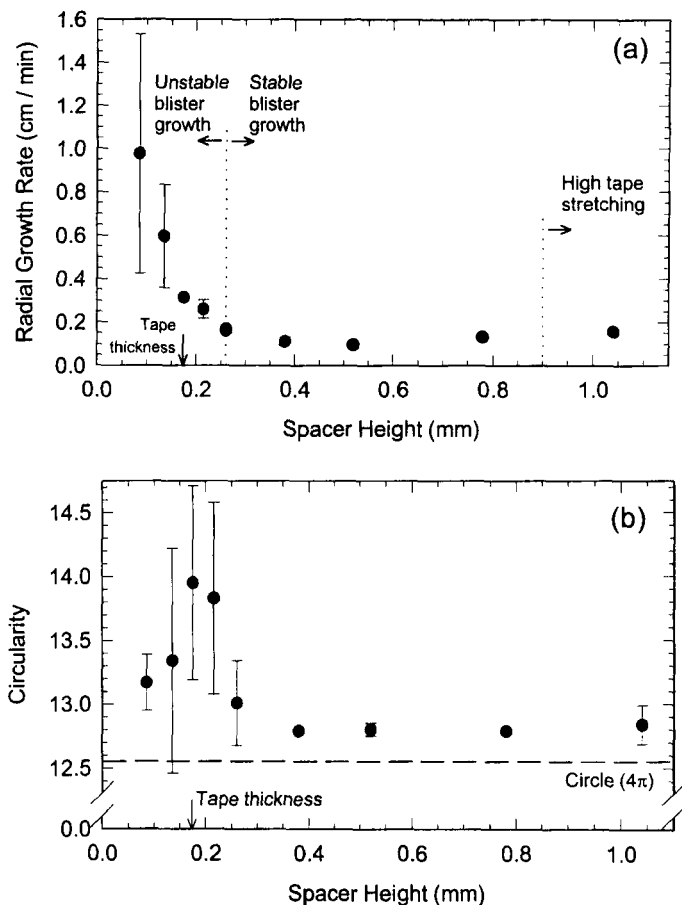 (a)
Radial Growth Rate (cm / min)
1.6
1.4
1.2
1.0
0.8
0.6
0.4
0.2
0.0
Unstable
blister
growth
Stable
blister
growth
High tape
stretching
Tape
thickness
0.0 0.2 0.4 0.6 0.8 1.0
Spacer Height (mm)
(b)
Circularity
14.5
14.0
13.5
13.0
12.5
0.0
Circle (4π)
Tape thickness
0.0 0.2 0.4 0.6 0.8 1.0
Spacer Height (mm)